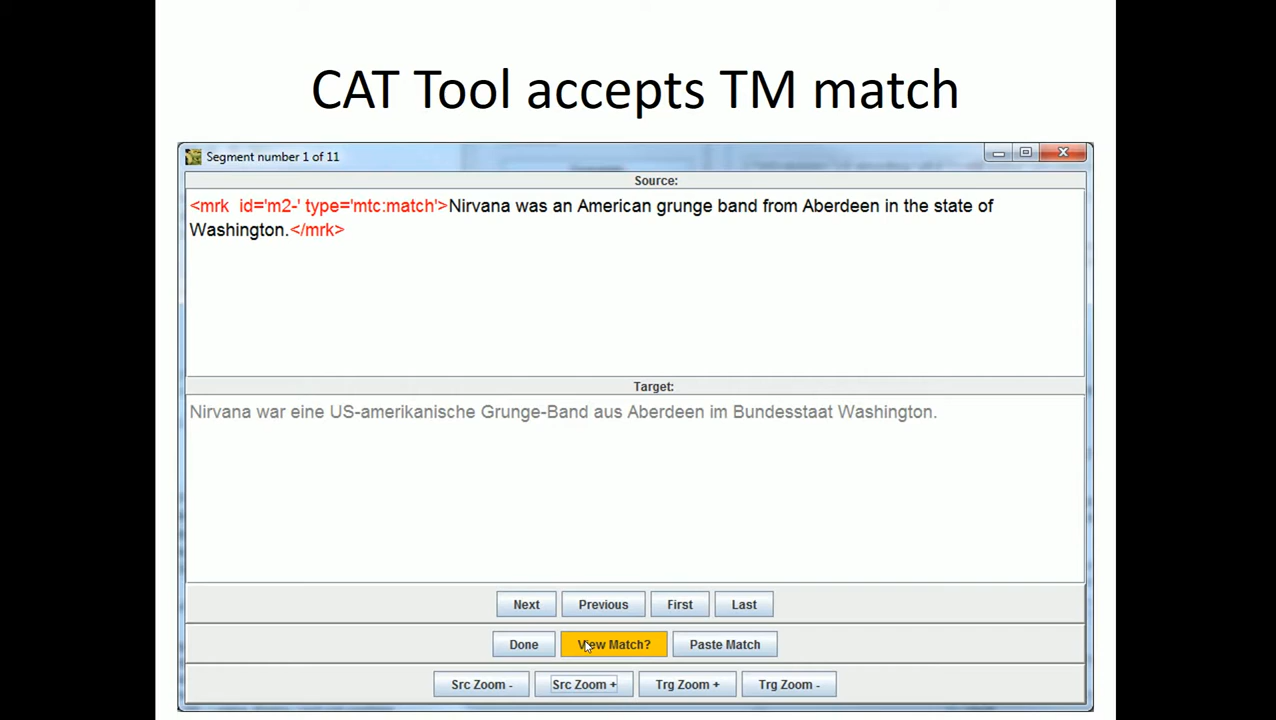 CAT Tool accepts TM match
Segment number 1 of 11
Source:
<mrk  id='m2-' type='mtc:match'>Nirvana was an American grunge band from Aberdeen in the state of
Washington.</mrk>
Target:
Nirvana war eine US-amerikanische Grunge-Band aus Aberdeen im Bundesstaat Washington.
Next Previous First Last
Done View Match? Paste Match
Src Zoom - Src Zoom + Trg Zoom + Trg Zoom -